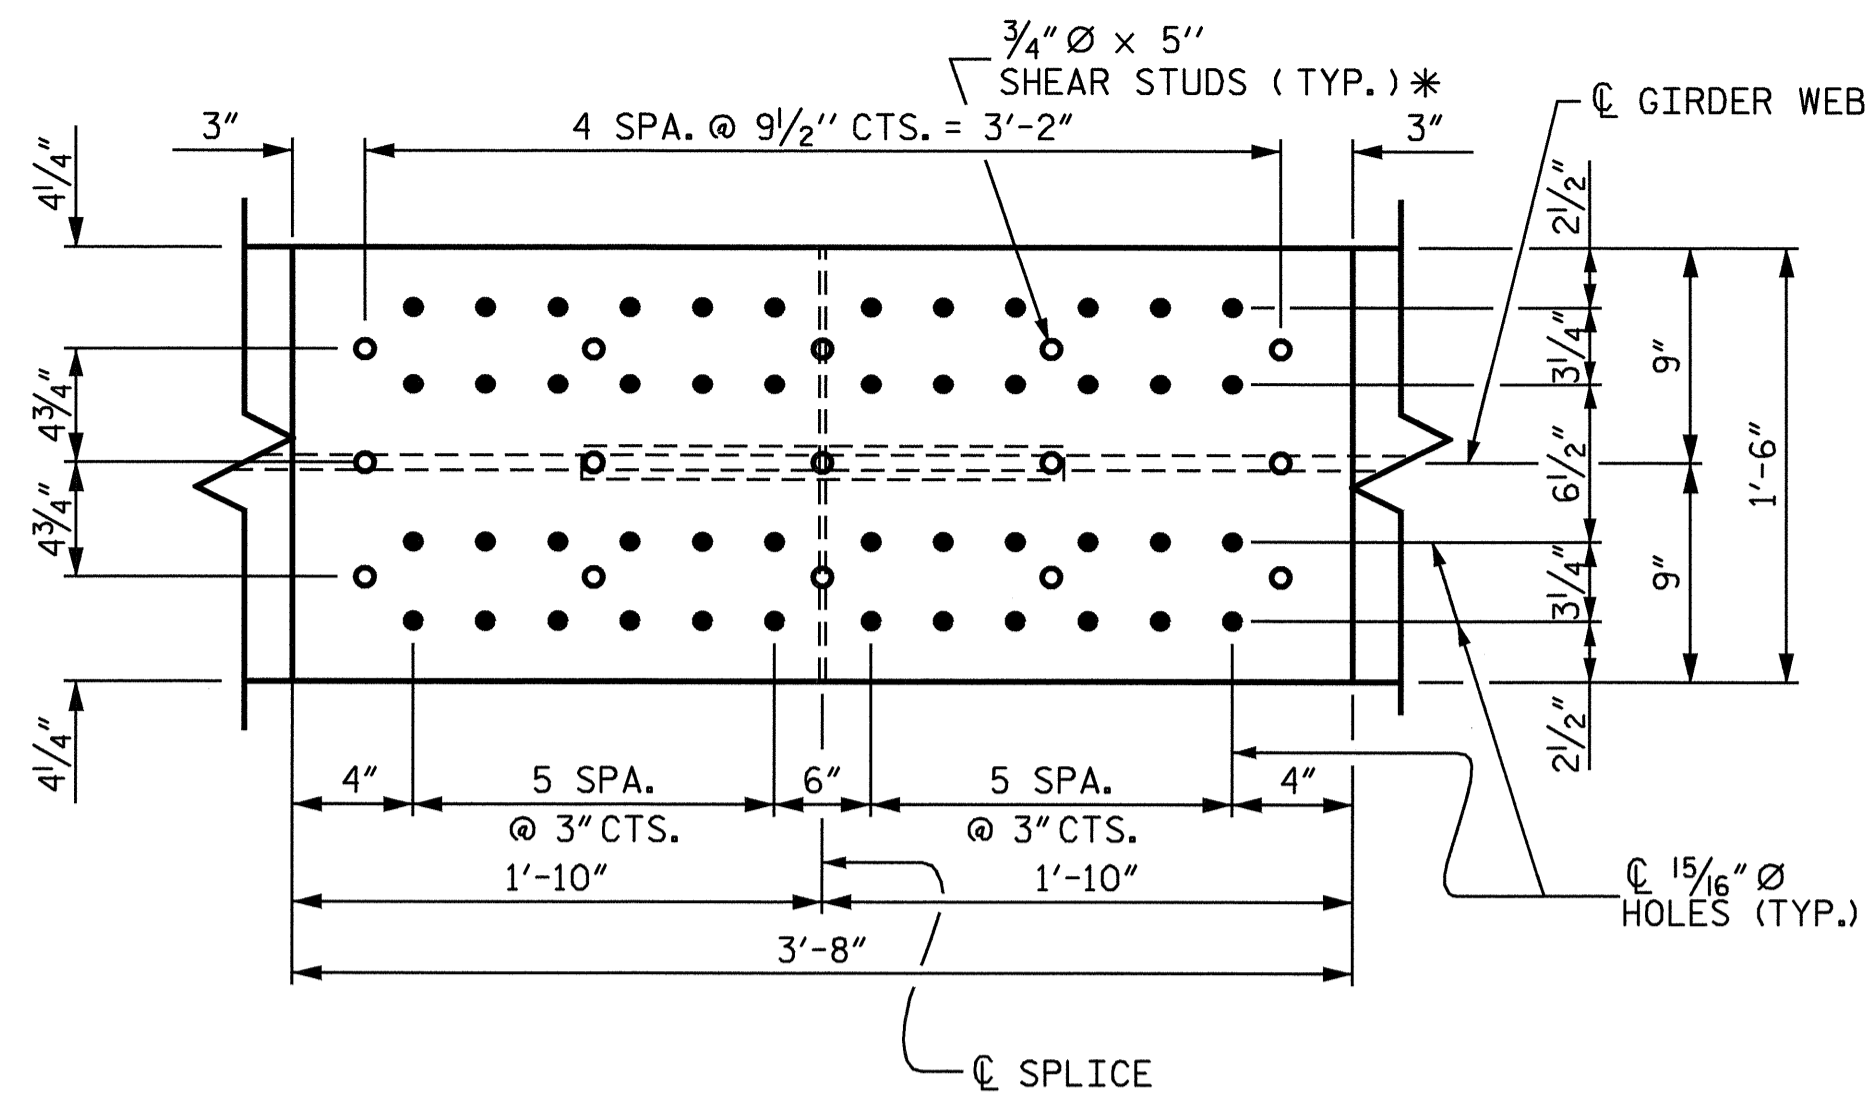 3/4" Ø x 5"
SHEAR STUDS (TYP.)*
℄ GIRDER WEB
3"
4 SPA. @ 9 1/2" CTS. = 3'-2"
3"
4 1/4"
4 3/4"
4 3/4"
4 1/4"
2 1/2"
3 1/4"
6 1/2"
3 1/4"
2 1/2"
9"
9"
1'-6"
4"
5 SPA.
@ 3" CTS.
6"
5 SPA.
@ 3" CTS.
4"
1'-10"
1'-10"
3'-8"
℄ 15/16" Ø
HOLES (TYP.)
℄ SPLICE